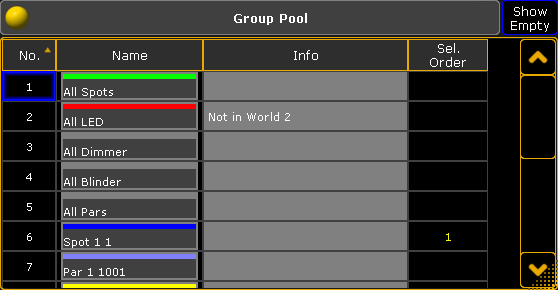 Group Pool
Show
Empty
No. Name Info Sel.
Order
1 All Spots
2 All LED Not in World 2
3 All Dimmer
4 All Blinder
5 All Pars
6 Spot 1 1 1
7 Par 1 1001